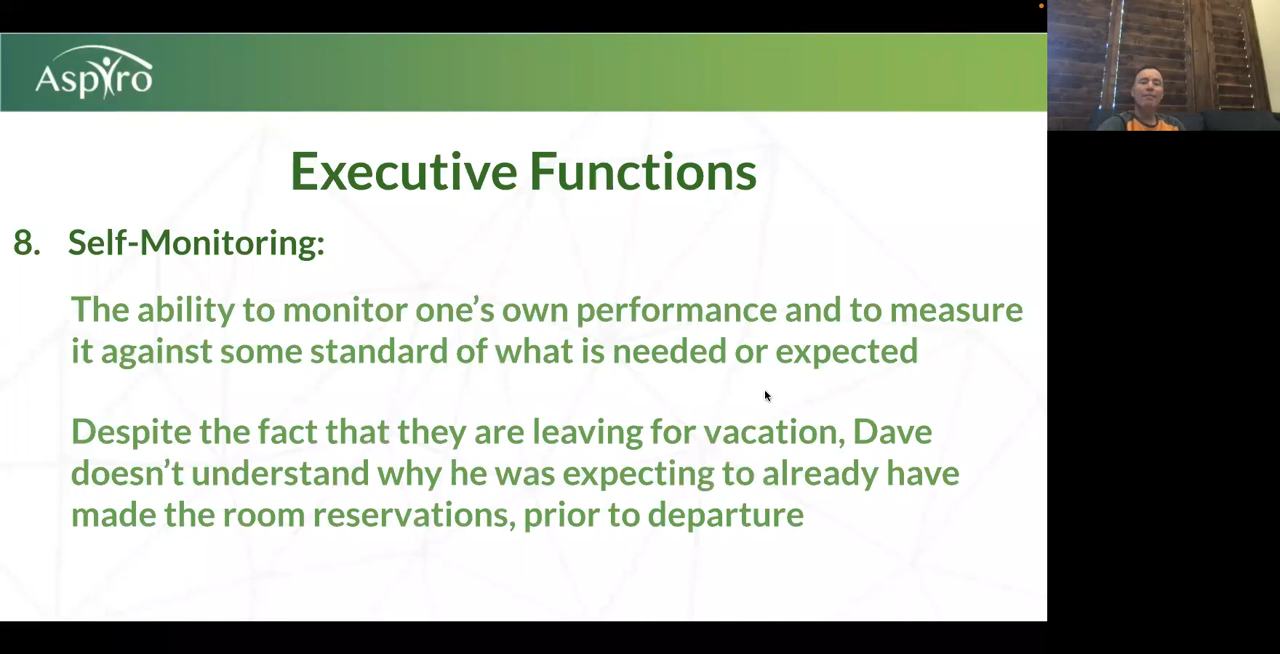 Aspiro
Executive Functions
8. Self-Monitoring:
The ability to monitor one’s own performance and to measure
it against some standard of what is needed or expected
Despite the fact that they are leaving for vacation, Dave
doesn’t understand why he was expecting to already have
made the room reservations, prior to departure